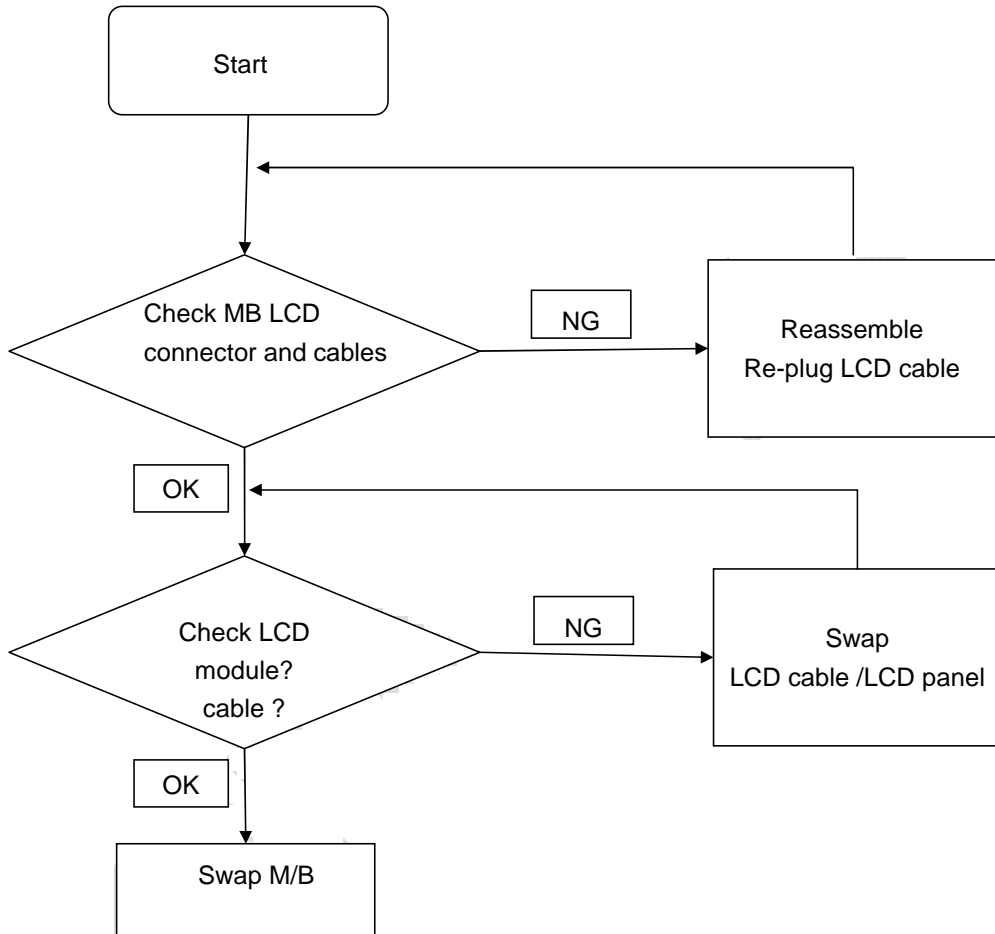 Start
Check MB LCD
connector and cables
NG
Reassemble
Re-plug LCD cable
OK
Check LCD
module?
cable ?
NG
Swap
LCD cable /LCD panel
OK
Swap M/B